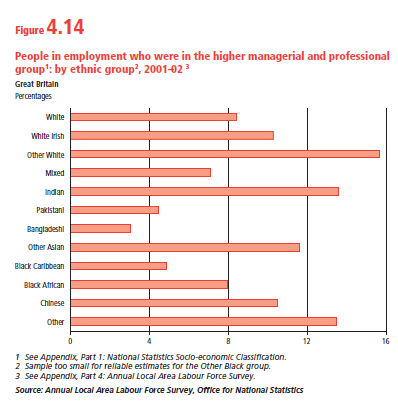 Figure 4.14
People in employment who were in the higher managerial and professional
group¹: by ethnic group², 2001-02 ³
Great Britain
Percentages
White
White Irish
Other White
Mixed
Indian
Pakistani
Bangladeshi
Other Asian
Black Caribbean
Black African
Chinese
Other
0 4 8 12 16
1 See Appendix, Part 1: National Statistics Socio-economic Classification.
2 Sample too small for reliable estimates for the Other Black group.
3 See Appendix, Part 4: Annual Local Area Labour Force Survey.
Source: Annual Local Area Labour Force Survey, Office for National Statistics